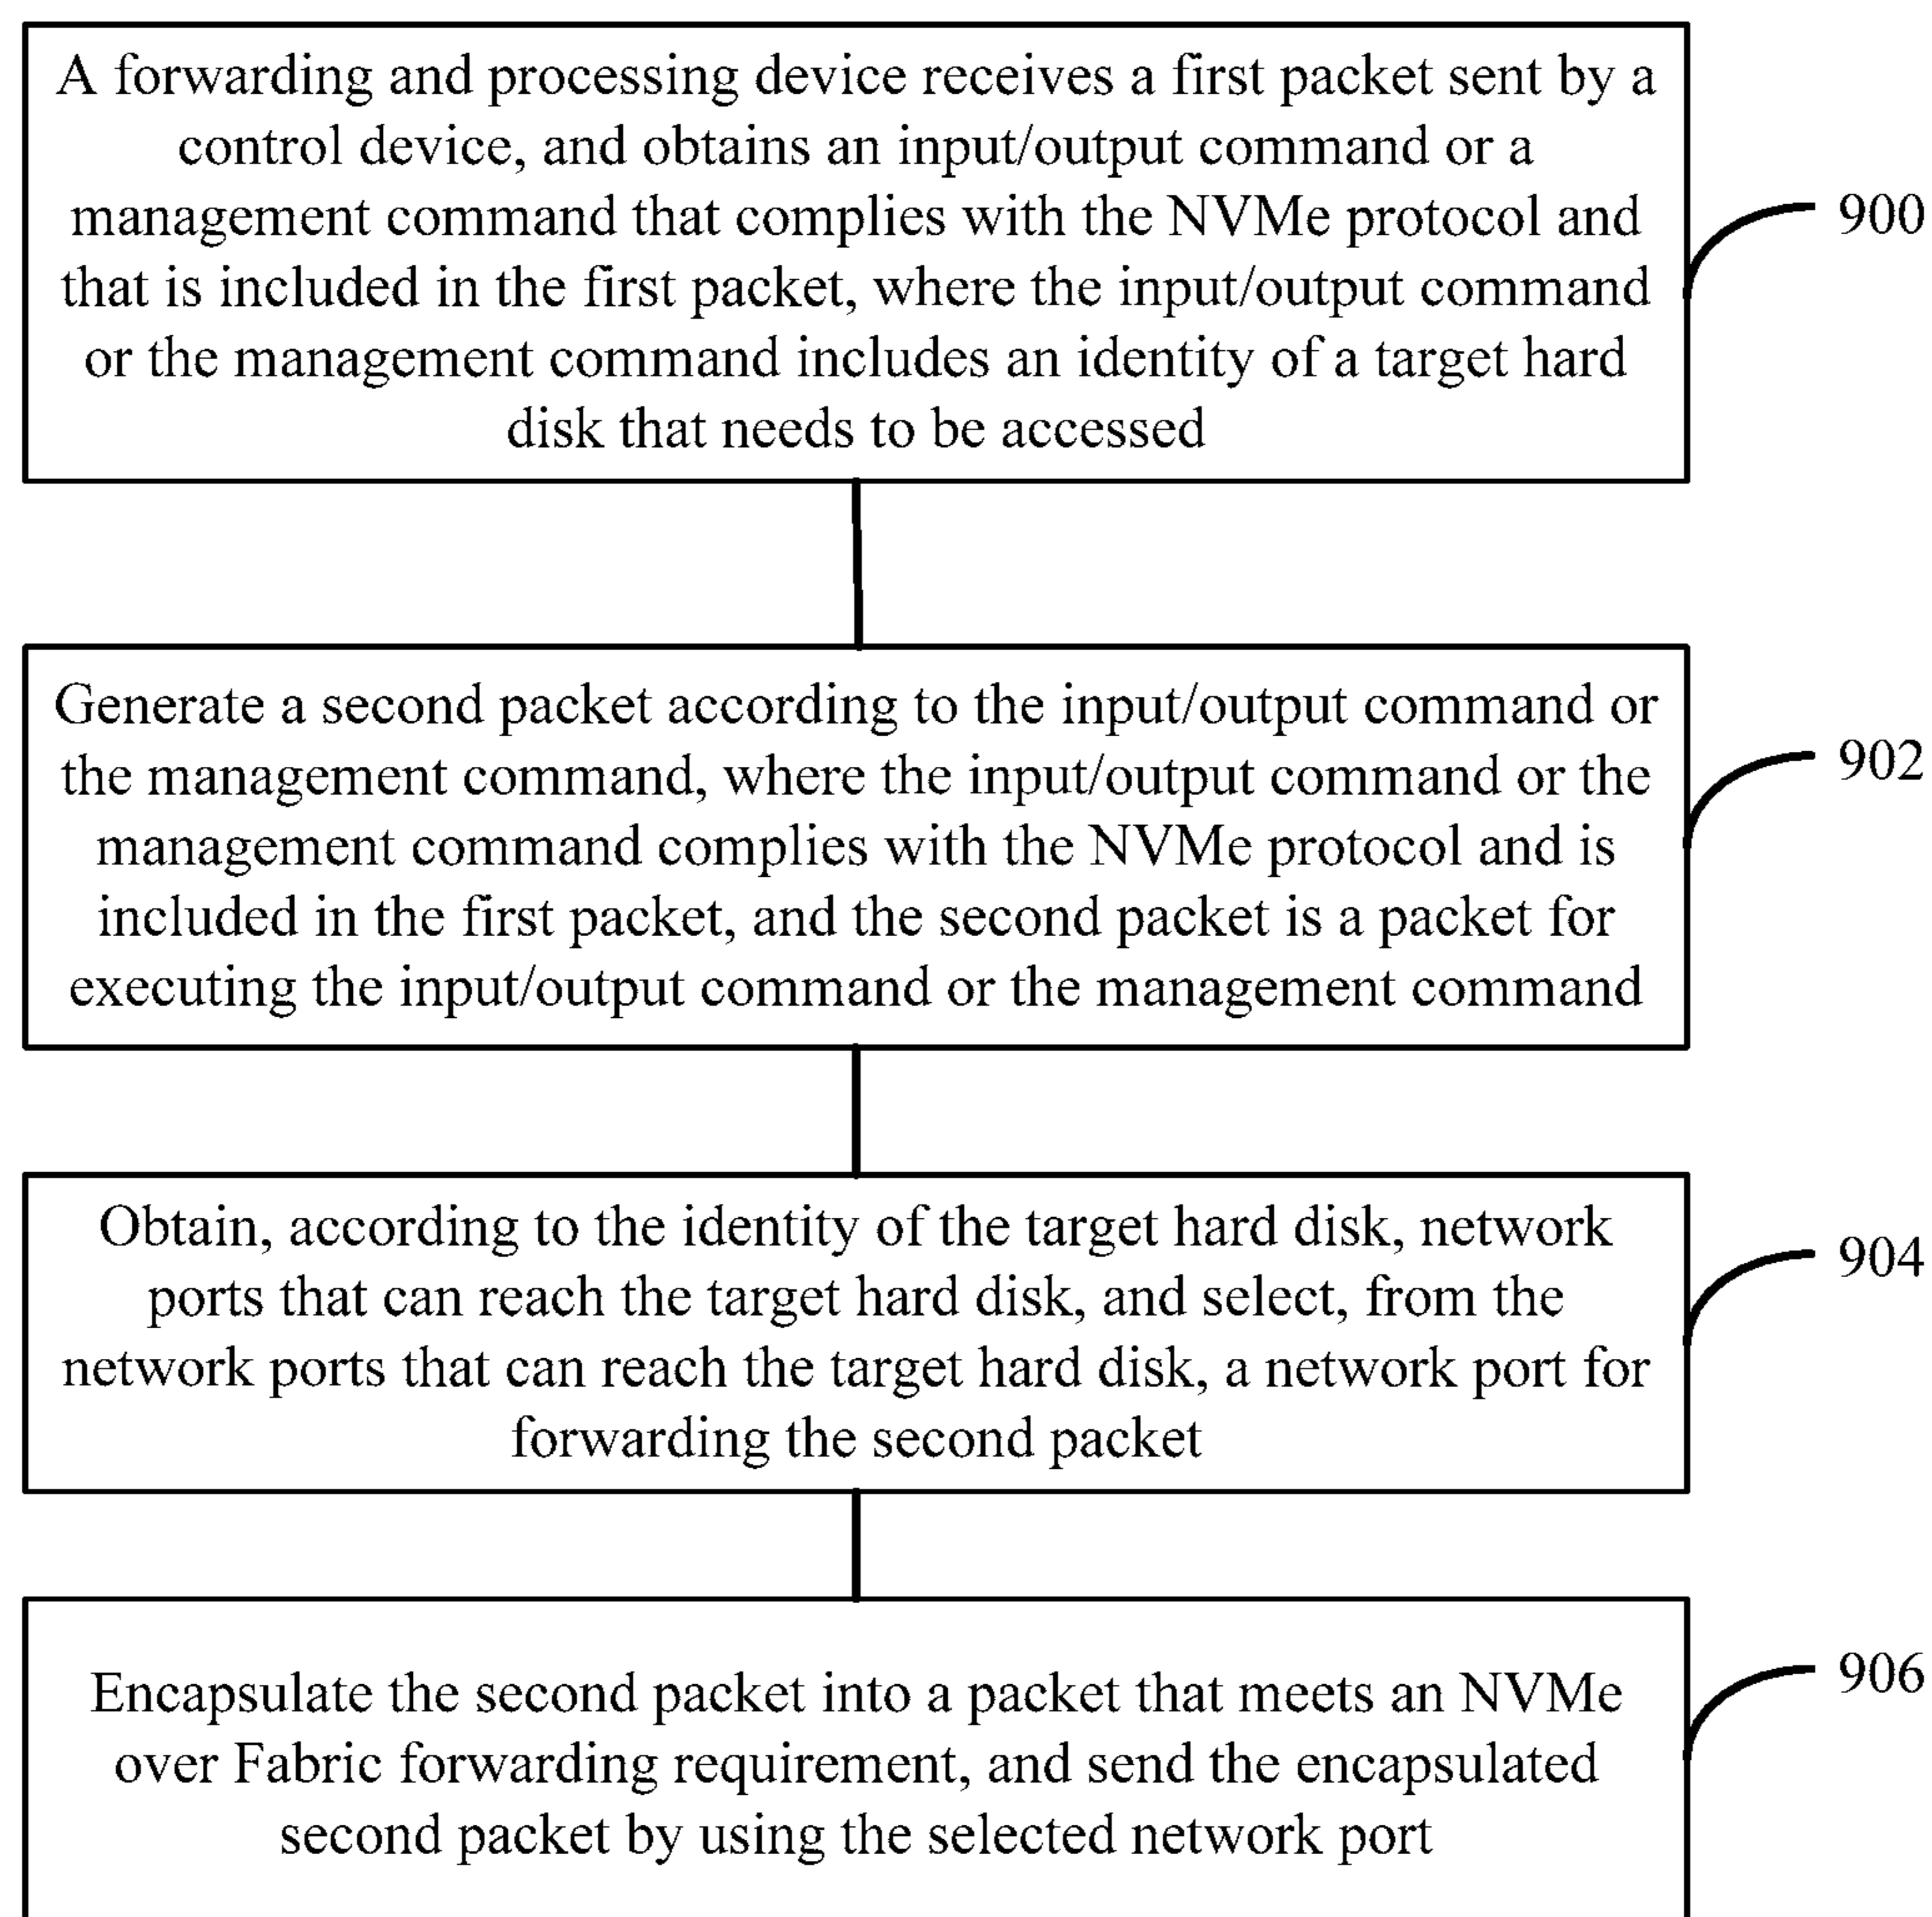 A forwarding and processing device receives a first packet sent by a
control device, and obtains an input/output command or a
management command that complies with the NVMe protocol and
that is included in the first packet, where the input/output command
or the management command includes an identity of a target hard
disk that needs to be accessed
900
Generate a second packet according to the input/output command or
the management command, where the input/output command or the
management command complies with the NVMe protocol and is
included in the first packet, and the second packet is a packet for
executing the input/output command or the management command
902
Obtain, according to the identity of the target hard disk, network
ports that can reach the target hard disk, and select, from the
network ports that can reach the target hard disk, a network port for
forwarding the second packet
904
Encapsulate the second packet into a packet that meets an NVMe
over Fabric forwarding requirement, and send the encapsulated
second packet by using the selected network port
906